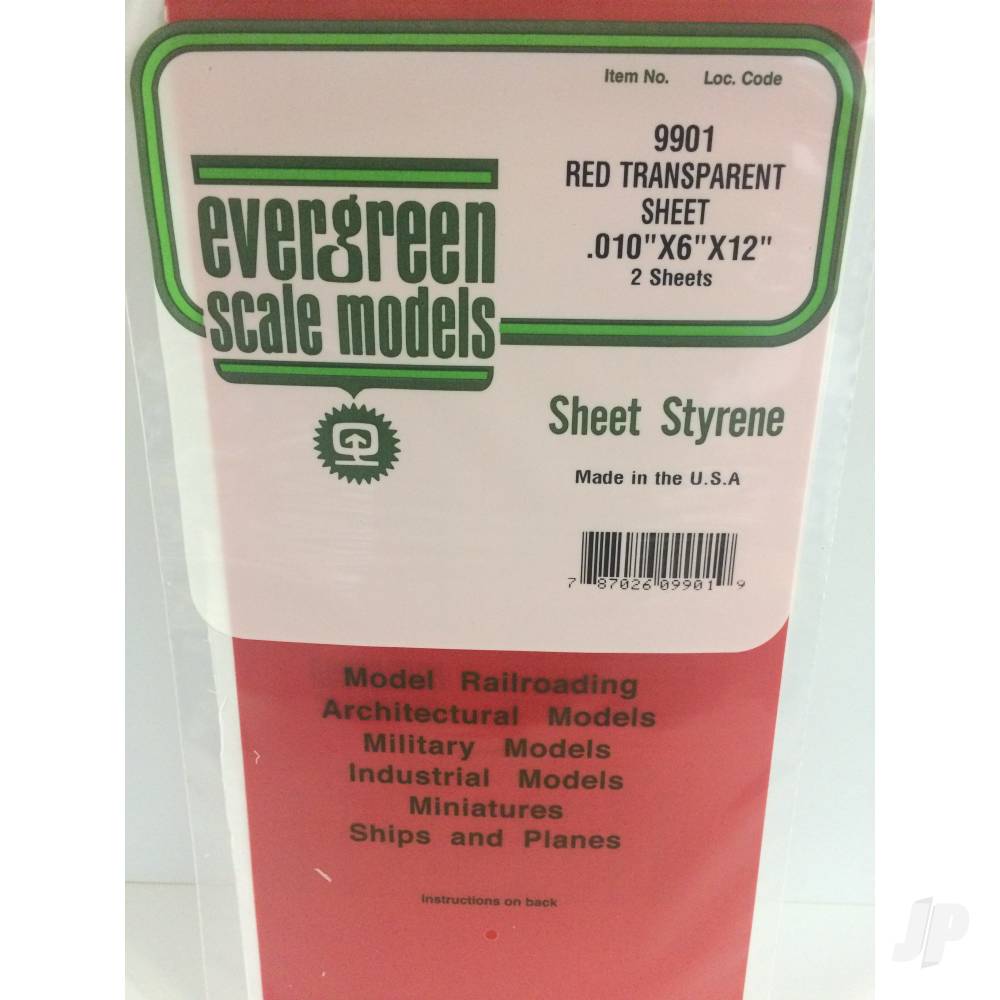 Item No. Loc. Code
9901
RED TRANSPARENT
SHEET
.010"X6"X12"
2 Sheets
evergreen
scale models
Sheet Styrene
Made in the U.S.A
7 87026 09901 9
Model Railroading
Architectural Models
Military Models
Industrial Models
Miniatures
Ships and Planes
Instructions on back
JP